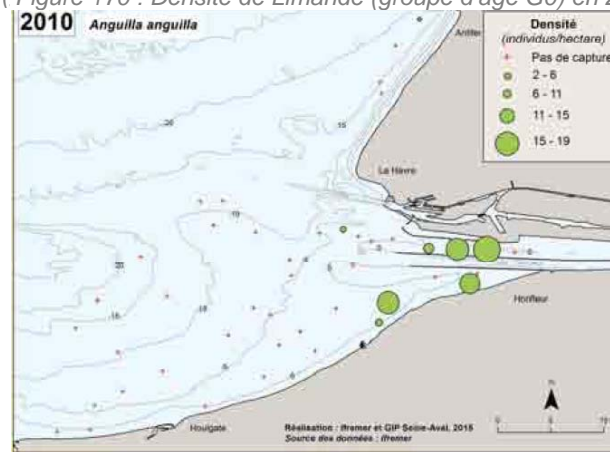 ( Figure 170 : Densité de Limande (groupe d'âge G0) en 2
2010 Anguilla anguilla
Densité
(individus/hectare)
Pas de capture
2 - 6
6 - 11
11 - 15
15 - 19
Antifer
Le Havre
Honfleur
Houlgate
Réalisation : Ifremer et GIP Seine-Aval, 2015
Source des données : Ifremer
N